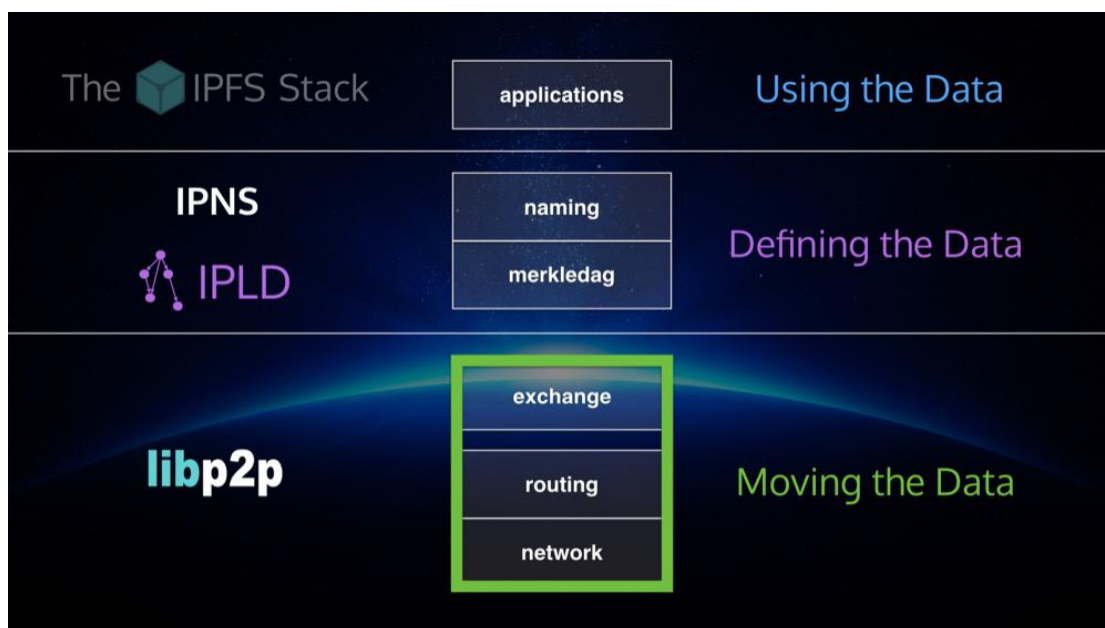 The IPFS Stack
applications
Using the Data
IPNS
naming
Defining the Data
IPLD
merkledag
exchange
libp2p
routing
Moving the Data
network